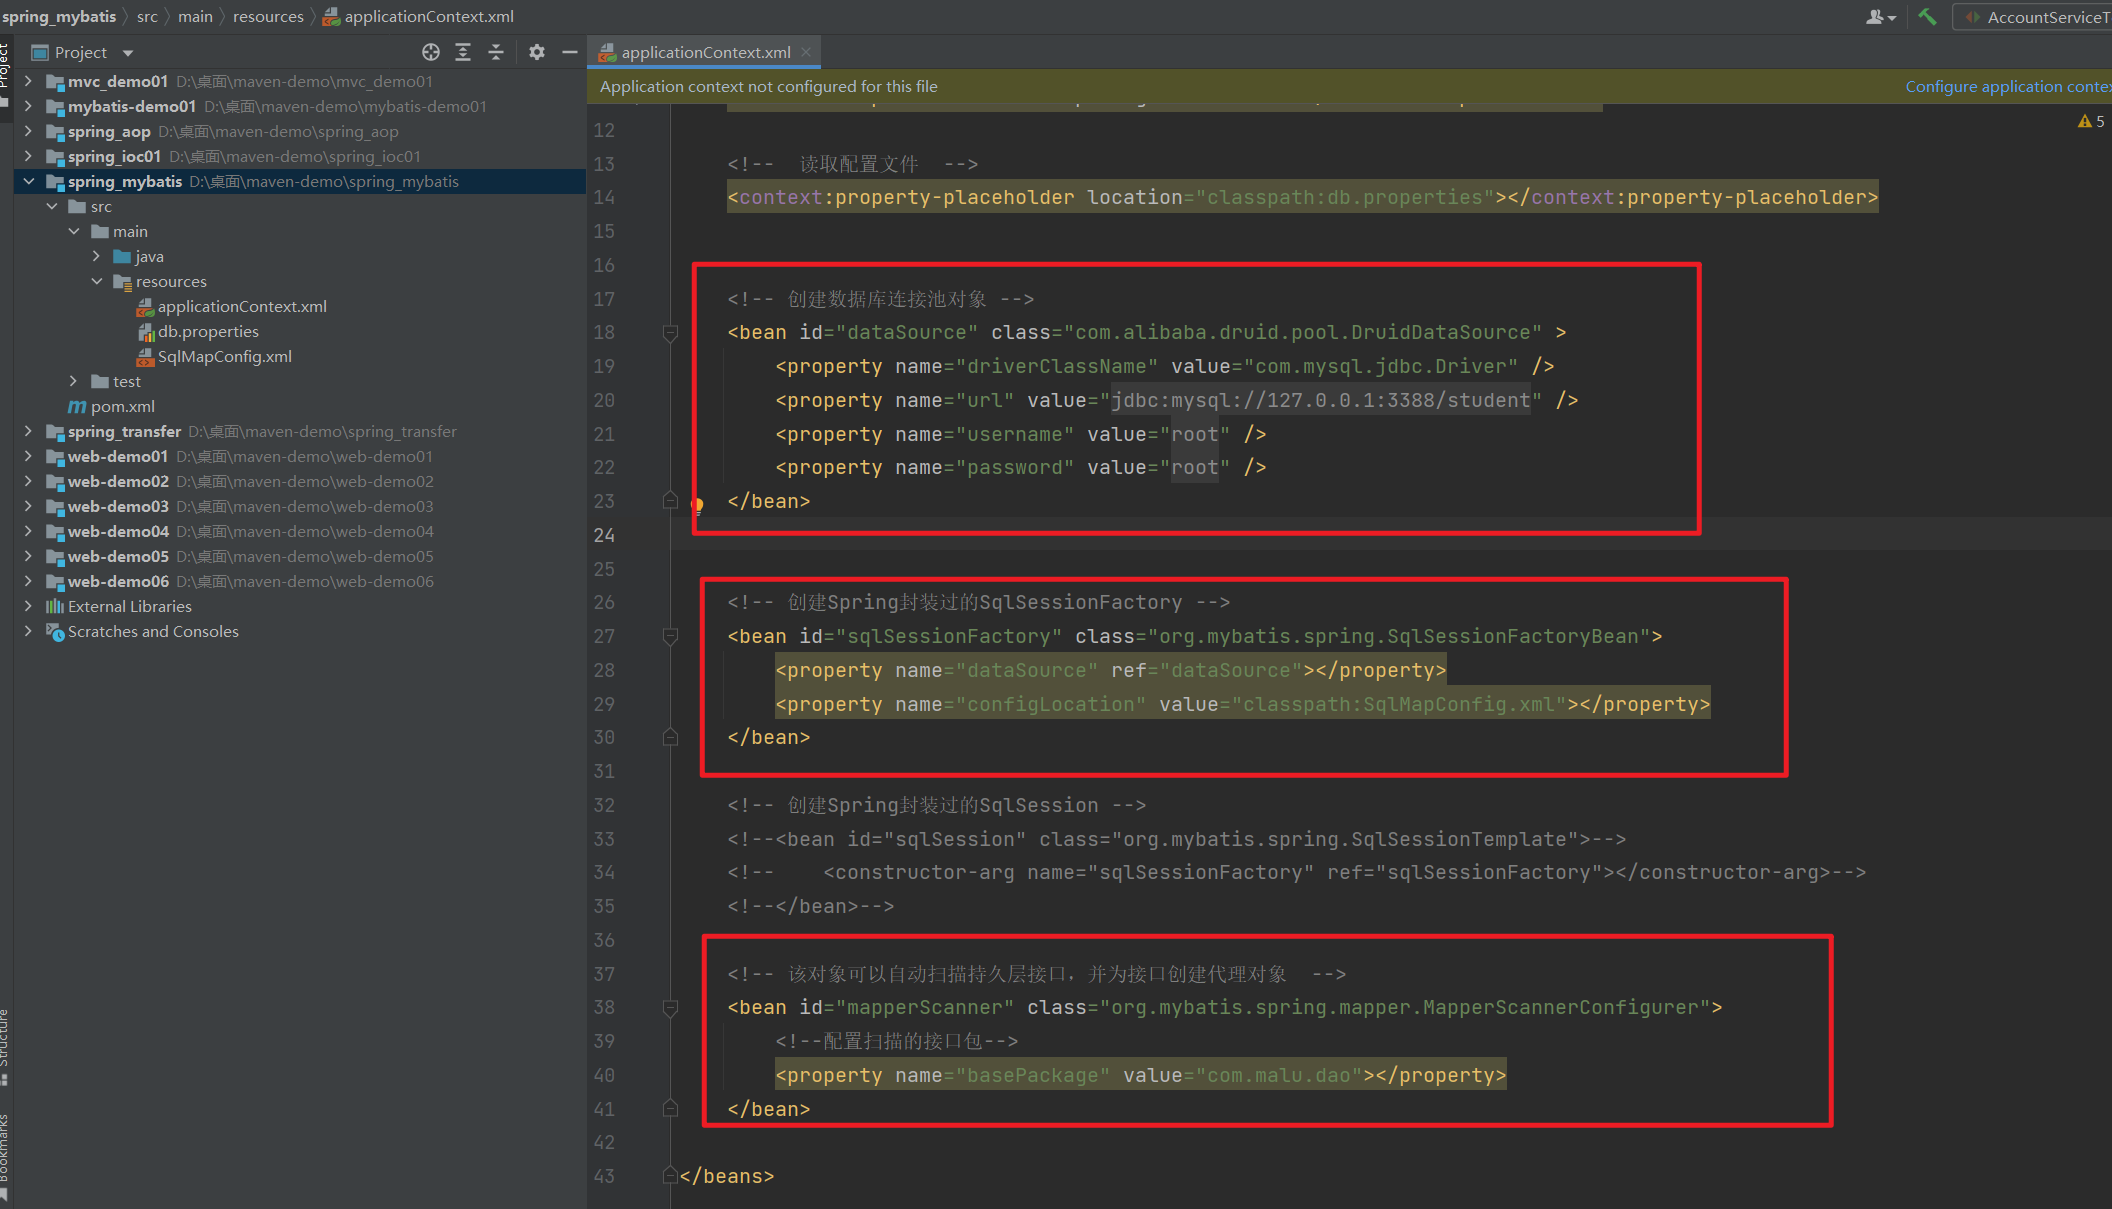 spring_mybatis 〉 src 〉 main 〉 resources 〉 applicationContext.xml
AccountServiceT
Project
Project
applicationContext.xml
Application context not configured for this file
Configure application contex
5
mvc_demo01 D:\桌面\maven-demo\mvc_demo01
mybatis-demo01 D:\桌面\maven-demo\mybatis-demo01
spring_aop D:\桌面\maven-demo\spring_aop
spring_ioc01 D:\桌面\maven-demo\spring_ioc01
spring_mybatis D:\桌面\maven-demo\spring_mybatis
src
main
java
resources
applicationContext.xml
db.properties
SqlMapConfig.xml
test
pom.xml
spring_transfer D:\桌面\maven-demo\spring_transfer
web-demo01 D:\桌面\maven-demo\web-demo01
web-demo02 D:\桌面\maven-demo\web-demo02
web-demo03 D:\桌面\maven-demo\web-demo03
web-demo04 D:\桌面\maven-demo\web-demo04
web-demo05 D:\桌面\maven-demo\web-demo05
web-demo06 D:\桌面\maven-demo\web-demo06
External Libraries
Scratches and Consoles
Structure
Bookmarks
12
13 <!--  读取配置文件  -->
14 <context:property-placeholder location="classpath:db.properties"></context:property-placeholder>
15
16
17 <!-- 创建数据库连接池对象 -->
18 <bean id="dataSource" class="com.alibaba.druid.pool.DruidDataSource" >
19 <property name="driverClassName" value="com.mysql.jdbc.Driver" />
20 <property name="url" value="jdbc:mysql://127.0.0.1:3388/student" />
21 <property name="username" value="root" />
22 <property name="password" value="root" />
23 </bean>
24
25
26 <!-- 创建Spring封装过的SqlSessionFactory -->
27 <bean id="sqlSessionFactory" class="org.mybatis.spring.SqlSessionFactoryBean">
28 <property name="dataSource" ref="dataSource"></property>
29 <property name="configLocation" value="classpath:SqlMapConfig.xml"></property>
30 </bean>
31
32 <!-- 创建Spring封装过的SqlSession -->
33 <!--<bean id="sqlSession" class="org.mybatis.spring.SqlSessionTemplate">-->
34 <!--    <constructor-arg name="sqlSessionFactory" ref="sqlSessionFactory"></constructor-arg>-->
35 <!--</bean>-->
36
37 <!-- 该对象可以自动扫描持久层接口，并为接口创建代理对象  -->
38 <bean id="mapperScanner" class="org.mybatis.spring.mapper.MapperScannerConfigurer">
39 <!--配置扫描的接口包-->
40 <property name="basePackage" value="com.malu.dao"></property>
41 </bean>
42
43 </beans>